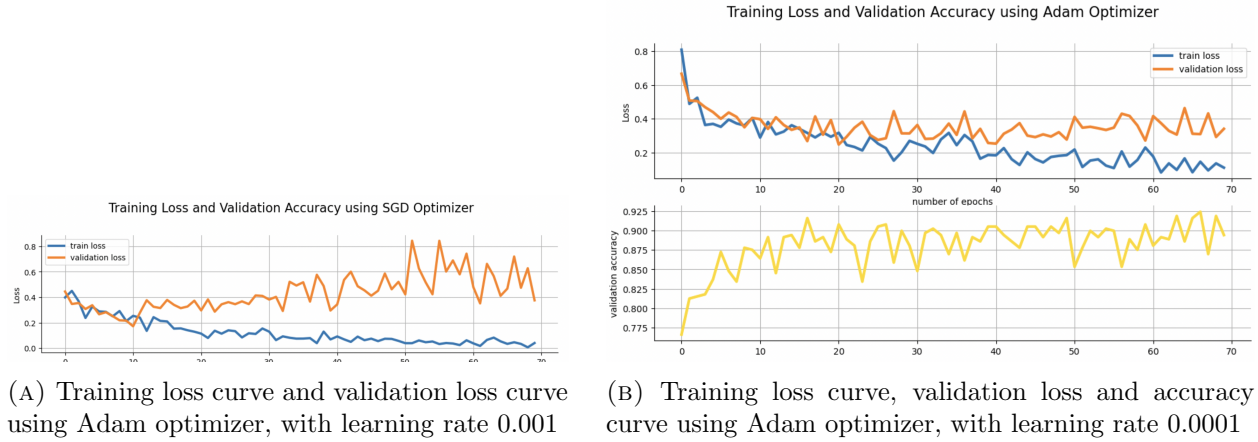 Training Loss and Validation Accuracy using SGD Optimizer
train loss
validation loss
Loss
0.8
0.6
0.4
0.2
0.0
0 10 20 30 40 50 60 70
(A) Training loss curve and validation loss curve
using Adam optimizer, with learning rate 0.001
Training Loss and Validation Accuracy using Adam Optimizer
train loss
validation loss
Loss
0.8
0.6
0.4
0.2
0 10 20 30 40 50 60 70
number of epochs
validation accuracy
0.925
0.900
0.875
0.850
0.825
0.800
0.775
0 10 20 30 40 50 60 70
(B) Training loss curve, validation loss and accuracy
curve using Adam optimizer, with learning rate 0.0001